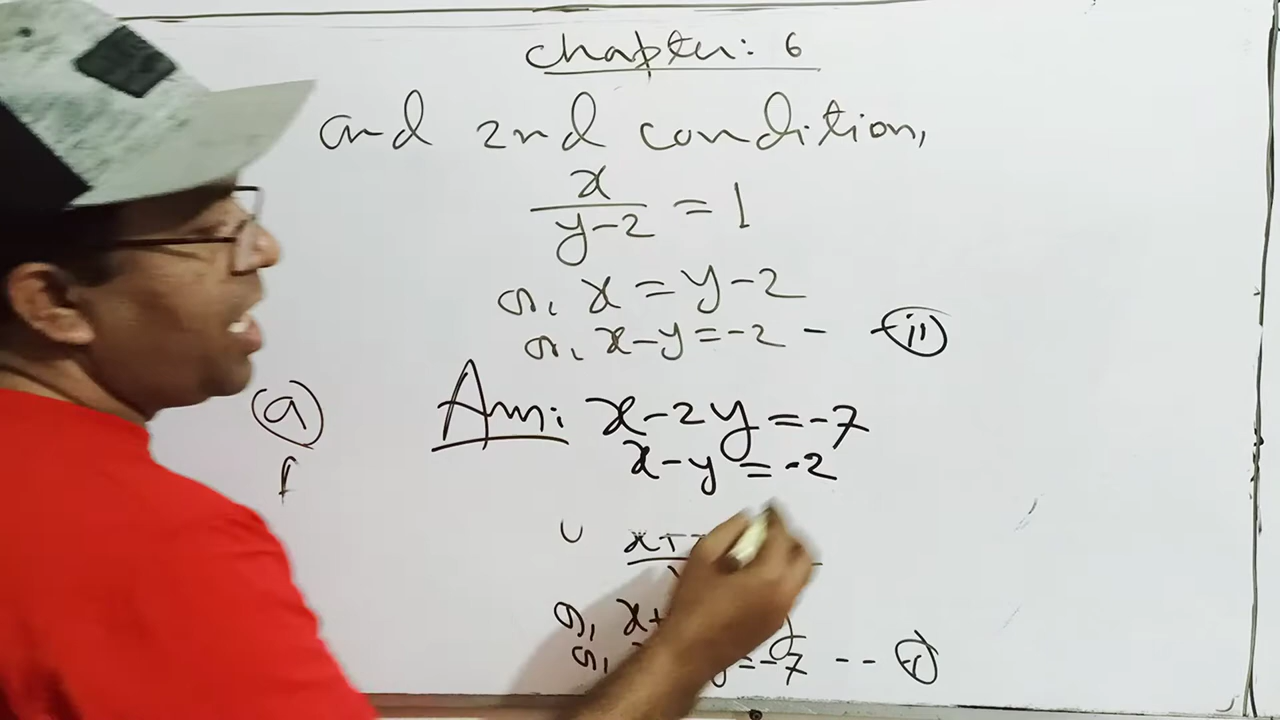 chapter: 6
and 2nd condition,
x/(y-2) = 1
or, x = y-2
or, x-y = -2 - - (ii)
(a)
Ans: x-2y = -7
x-y = -2
x+
or, x+ y
or, y = -7 -- (i)